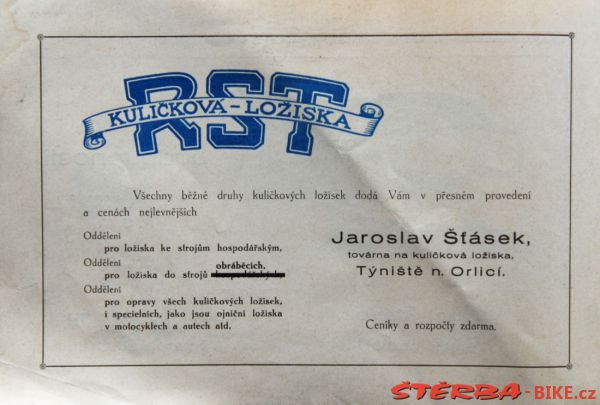 RST
KULIČKOVÁ-LOŽISKA
Všechny běžné druhy kuličkových ložisek dodá Vám v přesném provedení
a cenách nejlevnějších
Oddělení
pro ložiska ke strojům hospodářským,
Oddělení obráběcích,
pro ložiska do strojů
Oddělení
pro opravy všech kuličkových ložisek,
i specielních, jako jsou ojniční ložiska
v motocyklech a autech atd.
Jaroslav Šťásek,
továrna na kuličková ložiska,
Týniště n. Orlicí.
Ceníky a rozpočty zdarma.
ŠTĚRBA-BIKE.cz